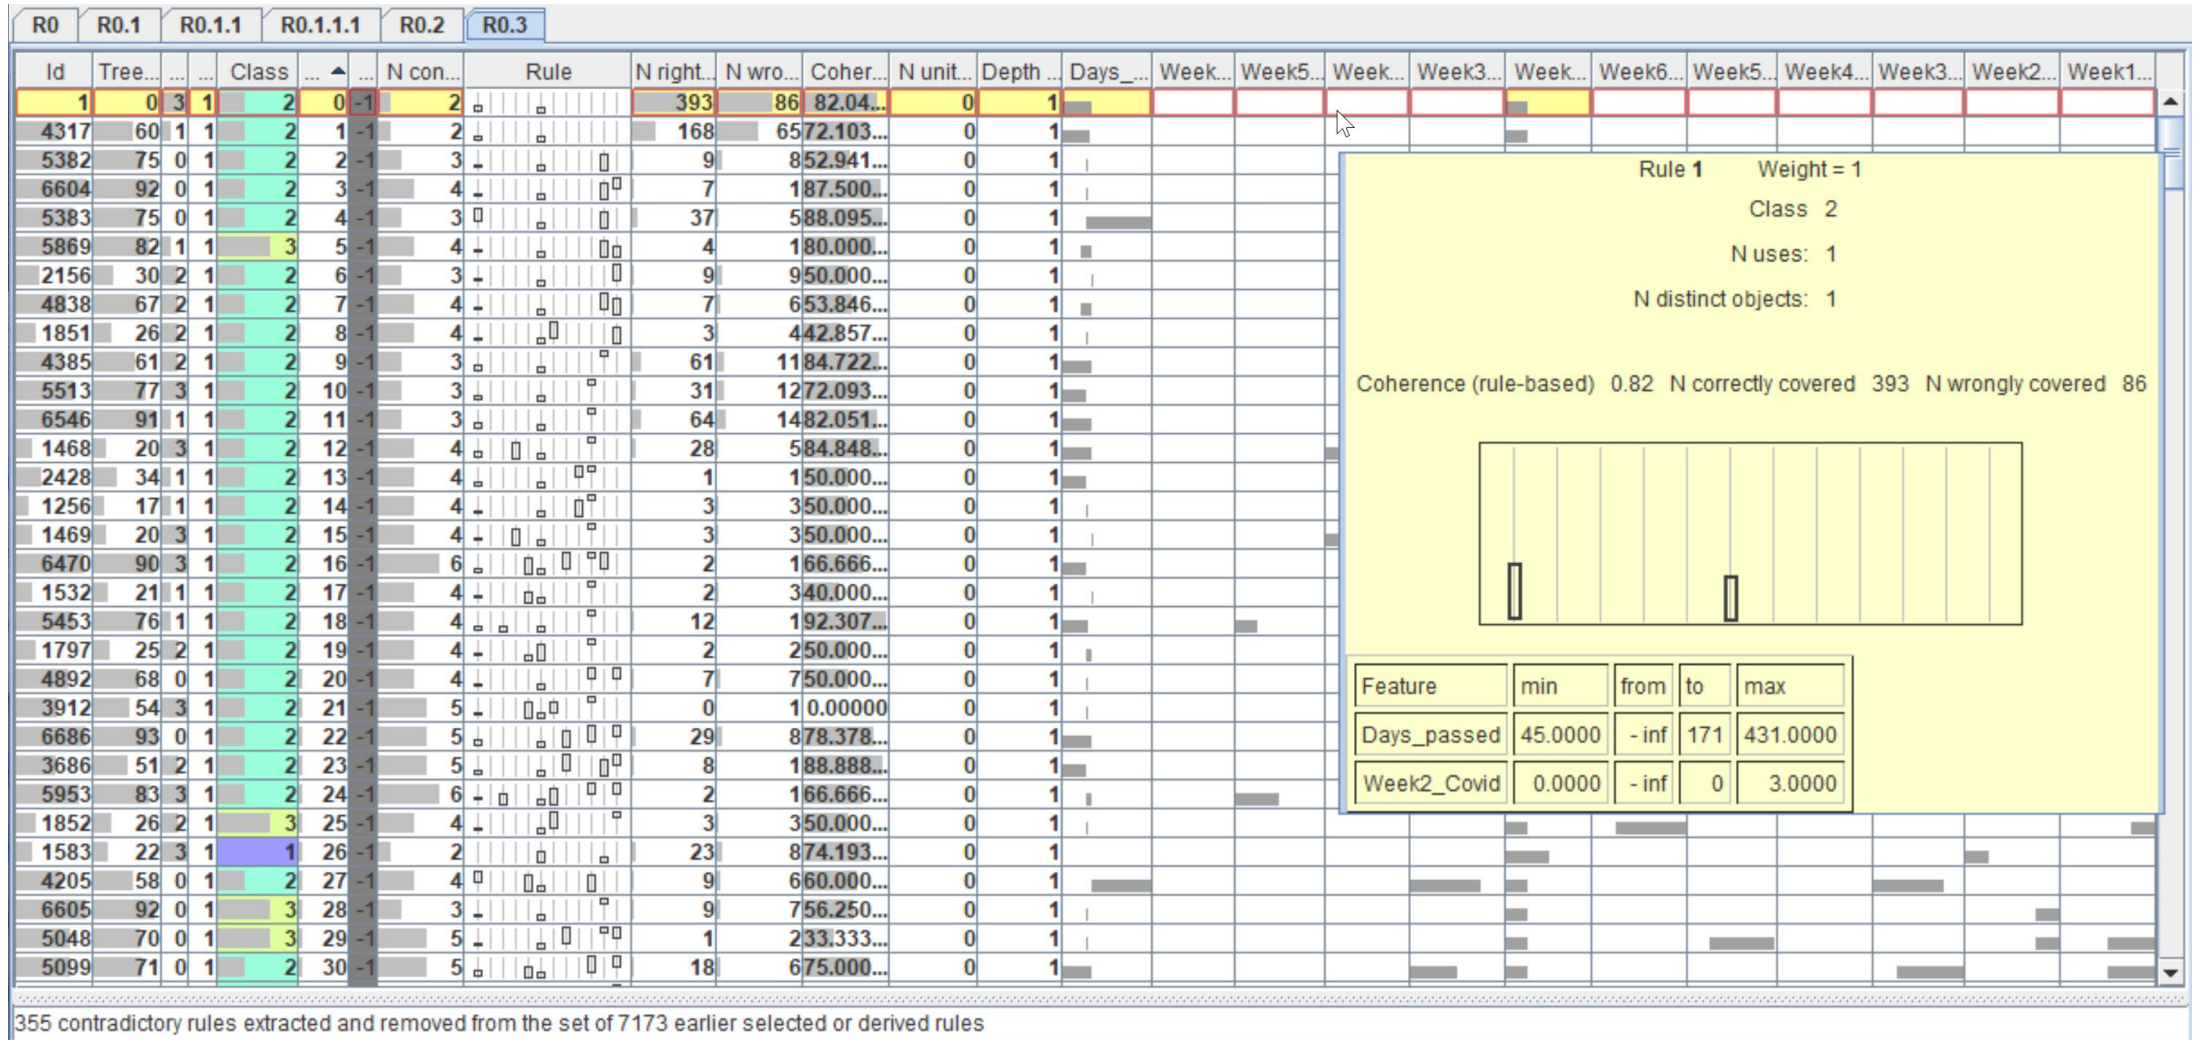 R0 R0.1 R0.1.1 R0.1.1.1 R0.2 R0.3
Id Tree... ... ... Class ... ... N con... Rule N right... N wro... Coher... N unit... Depth ... Days_... Week... Week5... Week... Week3... Week... Week6... Week5... Week4... Week3... Week2... Week1...
1 0 3 1 2 0 -1 2 393 86 82.04... 0 1
4317 60 1 1 2 1 -1 2 168 65 72.103... 0 1
5382 75 0 1 2 2 -1 3 9 8 52.941... 0 1
6604 92 0 1 2 3 -1 4 7 1 87.500... 0 1
5383 75 0 1 2 4 -1 3 37 5 88.095... 0 1
5869 82 1 1 3 5 -1 4 4 1 80.000... 0 1
2156 30 2 1 2 6 -1 3 9 9 50.000... 0 1
4838 67 2 1 2 7 -1 4 7 6 53.846... 0 1
1851 26 2 1 2 8 -1 4 3 4 42.857... 0 1
4385 61 2 1 2 9 -1 3 61 11 84.722... 0 1
5513 77 3 1 2 10 -1 3 31 12 72.093... 0 1
6546 91 1 1 2 11 -1 3 64 14 82.051... 0 1
1468 20 3 1 2 12 -1 4 28 5 84.848... 0 1
2428 34 1 1 2 13 -1 4 1 1 50.000... 0 1
1256 17 1 1 2 14 -1 4 3 3 50.000... 0 1
1469 20 3 1 2 15 -1 4 3 3 50.000... 0 1
6470 90 3 1 2 16 -1 6 2 1 66.666... 0 1
1532 21 1 1 2 17 -1 4 2 3 40.000... 0 1
5453 76 1 1 2 18 -1 4 12 1 92.307... 0 1
1797 25 2 1 2 19 -1 4 2 2 50.000... 0 1
4892 68 0 1 2 20 -1 4 7 7 50.000... 0 1
3912 54 3 1 2 21 -1 5 0 1 0.00000 0 1
6686 93 0 1 2 22 -1 5 29 8 78.378... 0 1
3686 51 2 1 2 23 -1 5 8 1 88.888... 0 1
5953 83 3 1 2 24 -1 6 2 1 66.666... 0 1
1852 26 2 1 3 25 -1 4 3 3 50.000... 0 1
1583 22 3 1 1 26 -1 2 23 8 74.193... 0 1
4205 58 0 1 2 27 -1 4 9 6 60.000... 0 1
6605 92 0 1 3 28 -1 3 9 7 56.250... 0 1
5048 70 0 1 3 29 -1 5 1 2 33.333... 0 1
5099 71 0 1 2 30 -1 5 18 6 75.000... 0 1
Rule 1 Weight = 1
Class 2
N uses: 1
N distinct objects: 1
Coherence (rule-based) 0.82 N correctly covered 393 N wrongly covered 86
Feature min from to max
Days_passed 45.0000 - inf 171 431.0000
Week2_Covid 0.0000 - inf 0 3.0000
355 contradictory rules extracted and removed from the set of 7173 earlier selected or derived rules